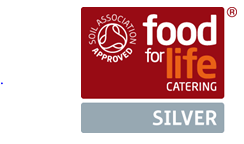 SOIL ASSOCIATION
APPROVED
food
for life
CATERING
®
SILVER